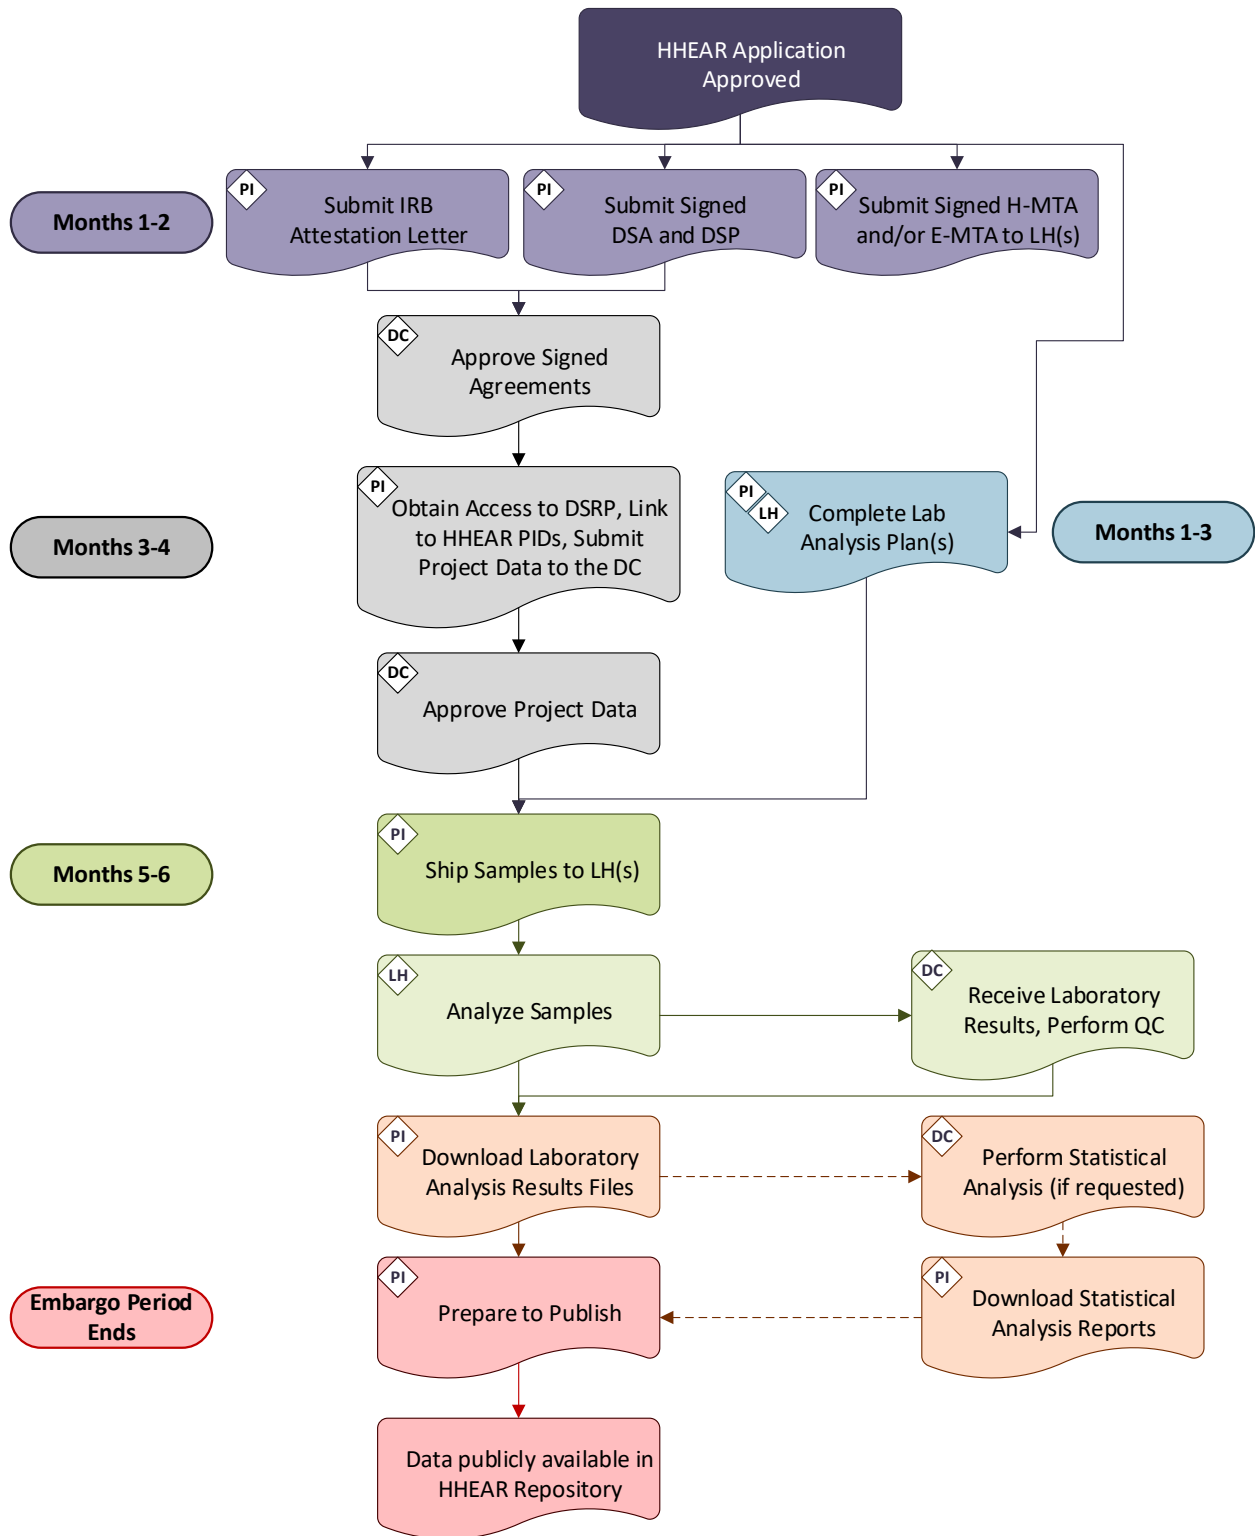 HHEAR Application
Approved
Months 1-2
PI
Submit IRB
Attestation Letter
PI
Submit Signed
DSA and DSP
PI
Submit Signed H-MTA
and/or E-MTA to LH(s)
DC
Approve Signed
Agreements
Months 3-4
PI
Obtain Access to DSRP, Link
to HHEAR PIDs, Submit
Project Data to the DC
PI
LH
Complete Lab
Analysis Plan(s)
Months 1-3
DC
Approve Project Data
Months 5-6
PI
Ship Samples to LH(s)
LH
Analyze Samples
DC
Receive Laboratory
Results, Perform QC
PI
Download Laboratory
Analysis Results Files
DC
Perform Statistical
Analysis (if requested)
Embargo Period
Ends
PI
Prepare to Publish
PI
Download Statistical
Analysis Reports
Data publicly available in
HHEAR Repository